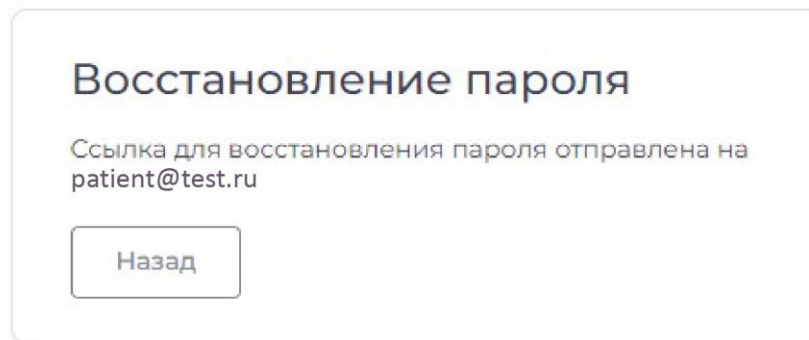 Восстановление пароля
Ссылка для восстановления пароля отправлена на
patient@test.ru
Назад